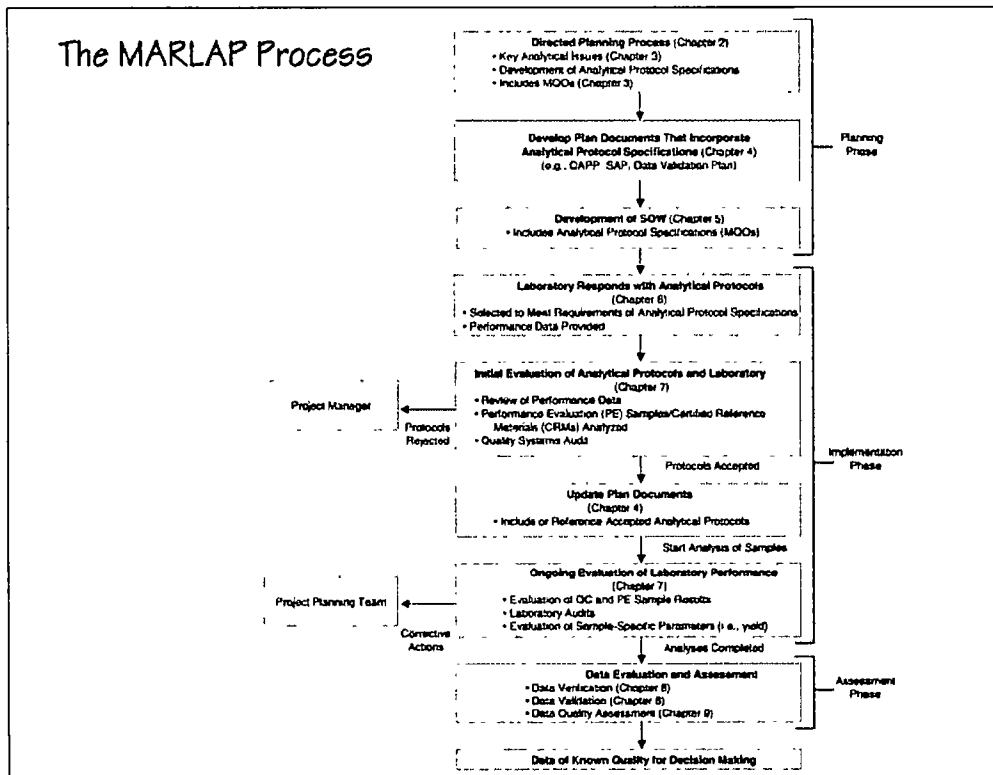 The MARLAP Process
Directed Planning Process (Chapter 2)
• Key Analytical Issues (Chapter 3)
• Development of Analytical Protocol Specifications
• Includes MQOs (Chapter 3)
Develop Plan Documents That Incorporate
Analytical Protocol Specifications (Chapter 4)
(e.g., QAPP, SAP, Data Validation Plan)
Planning
Phase
Development of SOW (Chapter 5)
• Includes Analytical Protocol Specifications (MQOs)
Laboratory Responds with Analytical Protocols
(Chapter 6)
• Selected to Meet Requirements of Analytical Protocol Specifications
• Performance Data Provided
Initial Evaluation of Analytical Protocols and Laboratory
(Chapter 7)
• Review of Performance Data
• Performance Evaluation (PE) Samples/Certified Reference
Materials (CRMs) Analyzed
• Quality Systems Audit
Project Manager
Protocols
Rejected
Implementation
Phase
Protocols Accepted
Update Plan Documents
(Chapter 4)
• Include or Reference Accepted Analytical Protocols
Start Analysis of Samples
Ongoing Evaluation of Laboratory Performance
(Chapter 7)
• Evaluation of QC and PE Sample Results
• Laboratory Audits
• Evaluation of Sample-Specific Parameters (i.e., yield)
Project Planning Team
Corrective
Actions
Analyses Completed
Data Evaluation and Assessment
• Data Verification (Chapter 8)
• Data Validation (Chapter 8)
• Data Quality Assessment (Chapter 9)
Assessment
Phase
Data of Known Quality for Decision Making